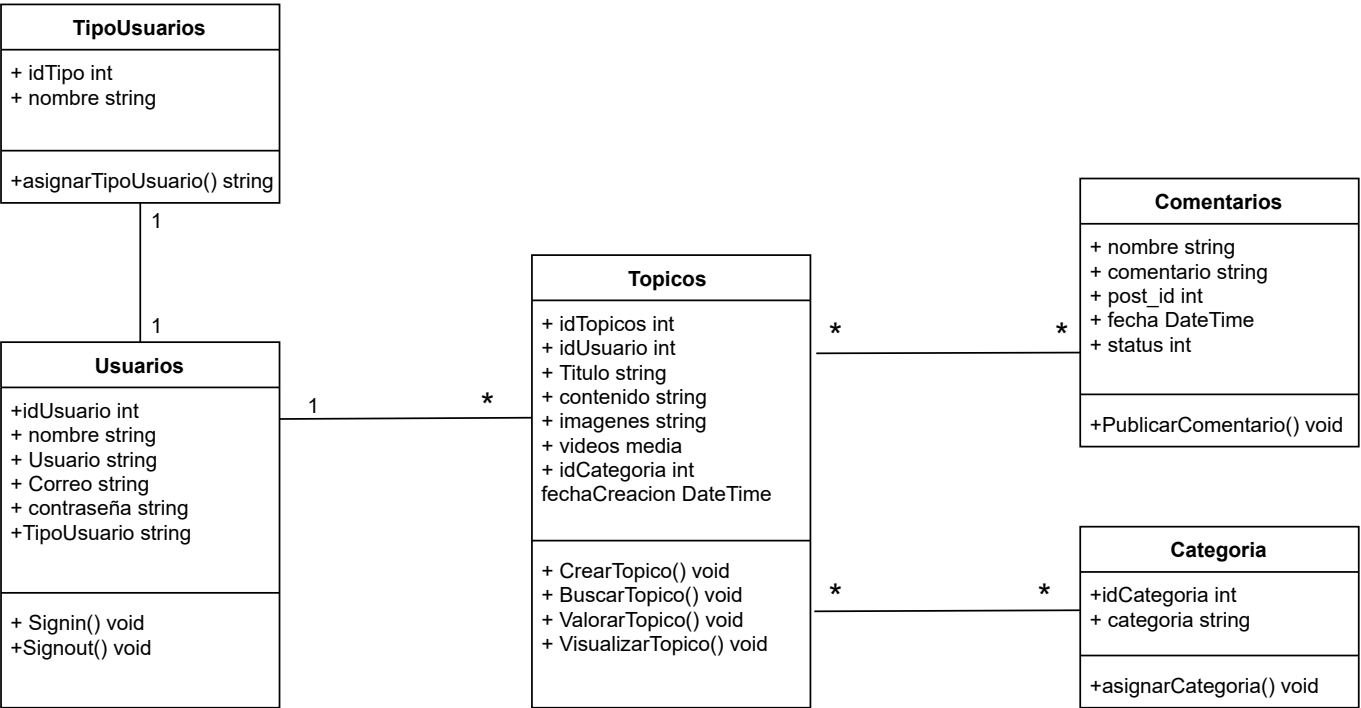 TipoUsuarios
+ idTipo int
+ nombre string
+asignarTipoUsuario() string
1
1
Usuarios
+idUsuario int
+ nombre string
+ Usuario string
+ Correo string
+ contraseña string
+TipoUsuario string
+ Signin() void
+Signout() void
1
*
Topicos
+ idTopicos int
+ idUsuario int
+ Titulo string
+ contenido string
+ imagenes string
+ videos media
+ idCategoria int
fechaCreacion DateTime
+ CrearTopico() void
+ BuscarTopico() void
+ ValorarTopico() void
+ VisualizarTopico() void
*
*
Comentarios
+ nombre string
+ comentario string
+ post_id int
+ fecha DateTime
+ status int
+PublicarComentario() void
*
*
Categoria
+idCategoria int
+ categoria string
+asignarCategoria() void